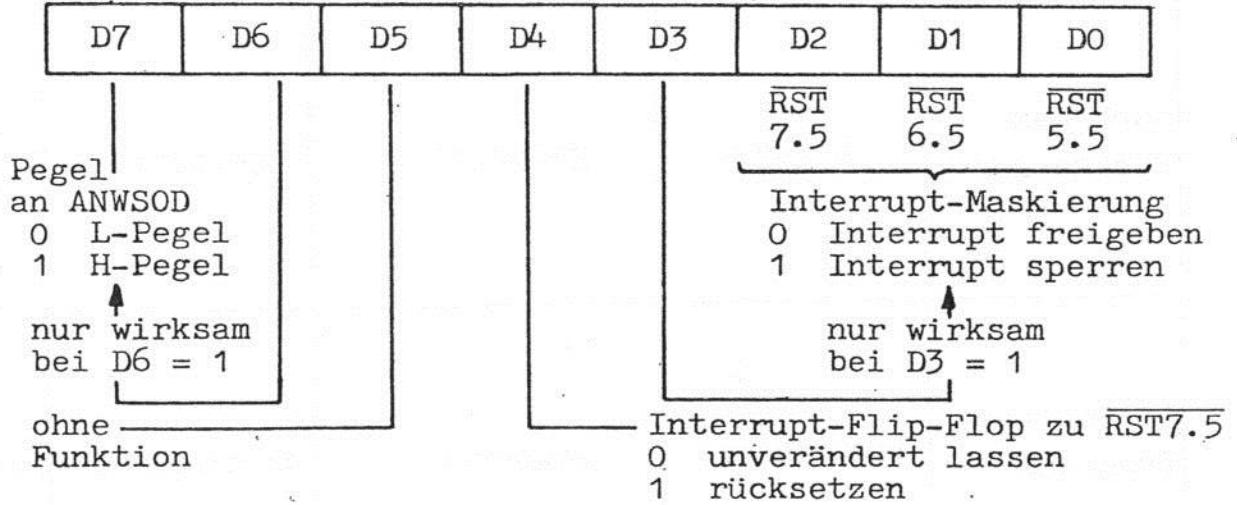 D7 D6 D5 D4 D3 D2 D1 D0
RST RST RST
7.5 6.5 5.5
Pegel
an ANWSOD
0 L-Pegel
1 H-Pegel
nur wirksam
bei D6 = 1
ohne
Funktion
Interrupt-Maskierung
0 Interrupt freigeben
1 Interrupt sperren
nur wirksam
bei D3 = 1
Interrupt-Flip-Flop zu RST7.5
0 unverändert lassen
1 rücksetzen